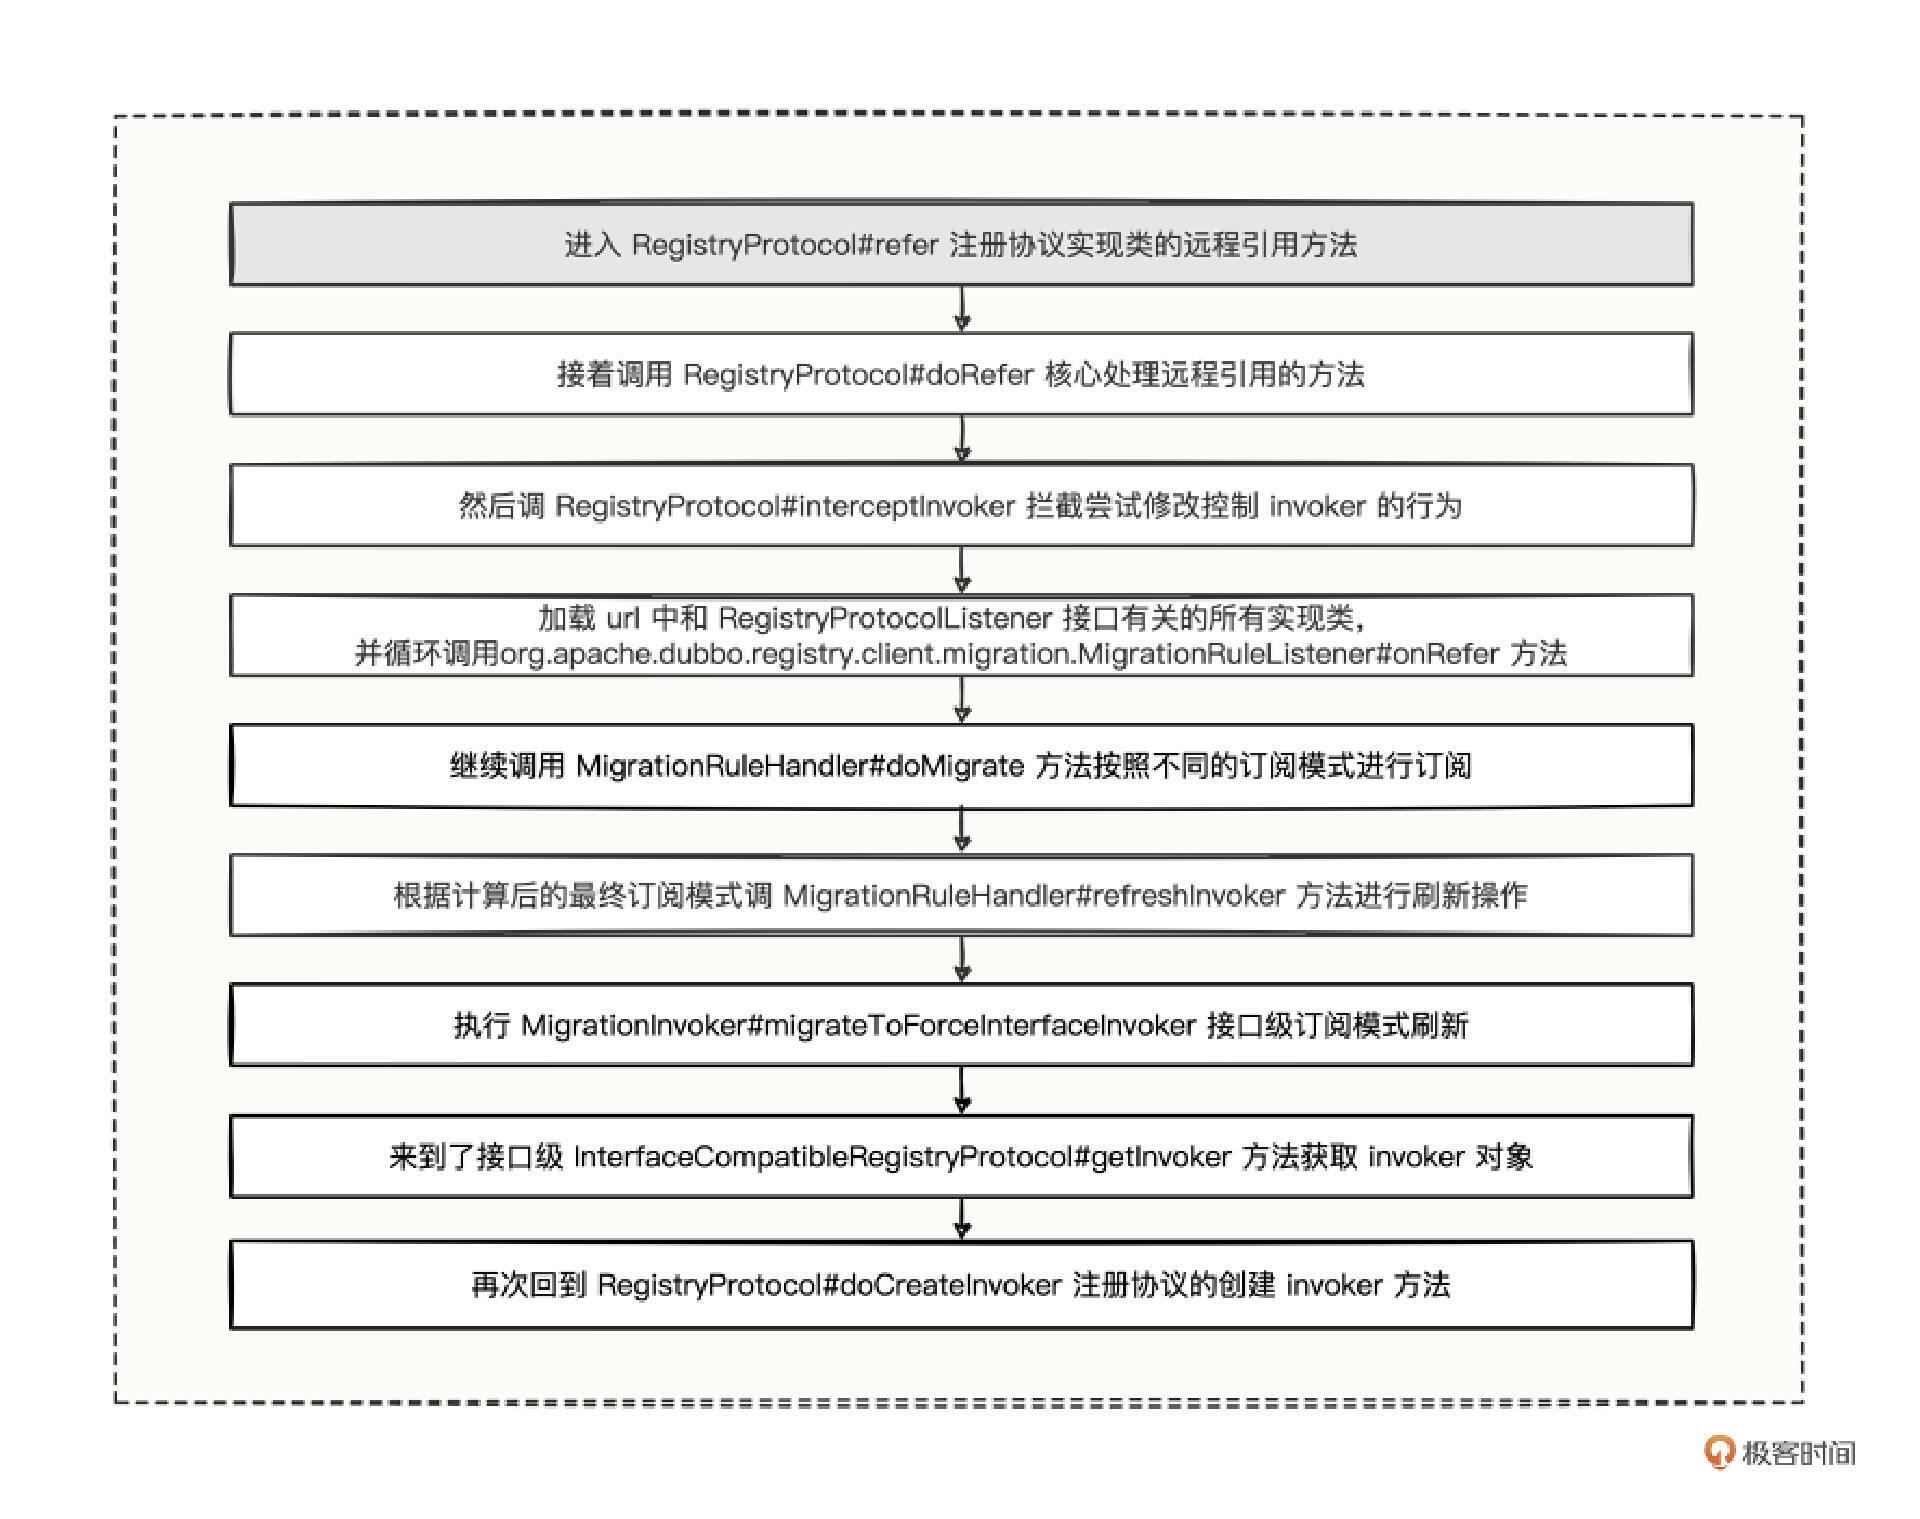 进入 RegistryProtocol#refer 注册协议实现类的远程引用方法
接着调用 RegistryProtocol#doRefer 核心处理远程引用的方法
然后调 RegistryProtocol#interceptInvoker 拦截尝试修改控制 invoker 的行为
加载 url 中和 RegistryProtocolListener 接口有关的所有实现类，
并循环调用org.apache.dubbo.registry.client.migration.MigrationRuleListener#onRefer 方法
继续调用 MigrationRuleHandler#doMigrate 方法按照不同的订阅模式进行订阅
根据计算后的最终订阅模式调 MigrationRuleHandler#refreshInvoker 方法进行刷新操作
执行 MigrationInvoker#migrateToForceInterfaceInvoker 接口级订阅模式刷新
来到了接口级 InterfaceCompatibleRegistryProtocol#getInvoker 方法获取 invoker 对象
再次回到 RegistryProtocol#doCreateInvoker 注册协议的创建 invoker 方法
极客时间